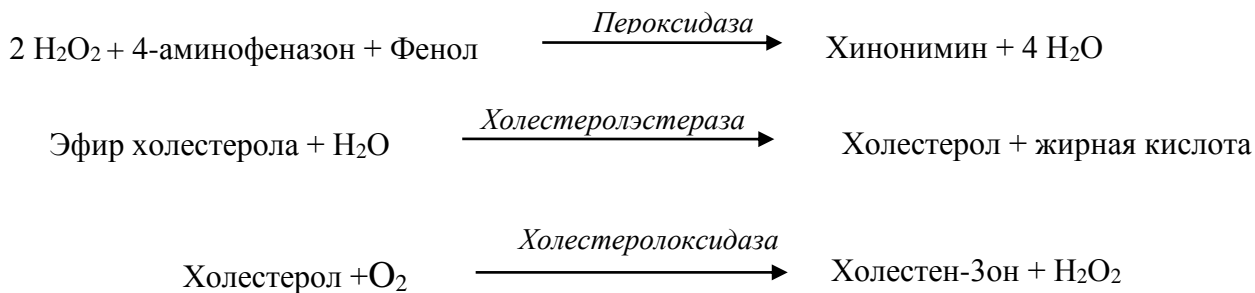 Пероксидаза
2 H₂O₂ + 4-аминофеназон + Фенол Хинонимин + 4 H₂O
Холестеролэстераза
Эфир холестерола + H₂O Холестерол + жирная кислота
Холестеролоксидаза
Холестерол +O₂ Холестен-3он + H₂O₂